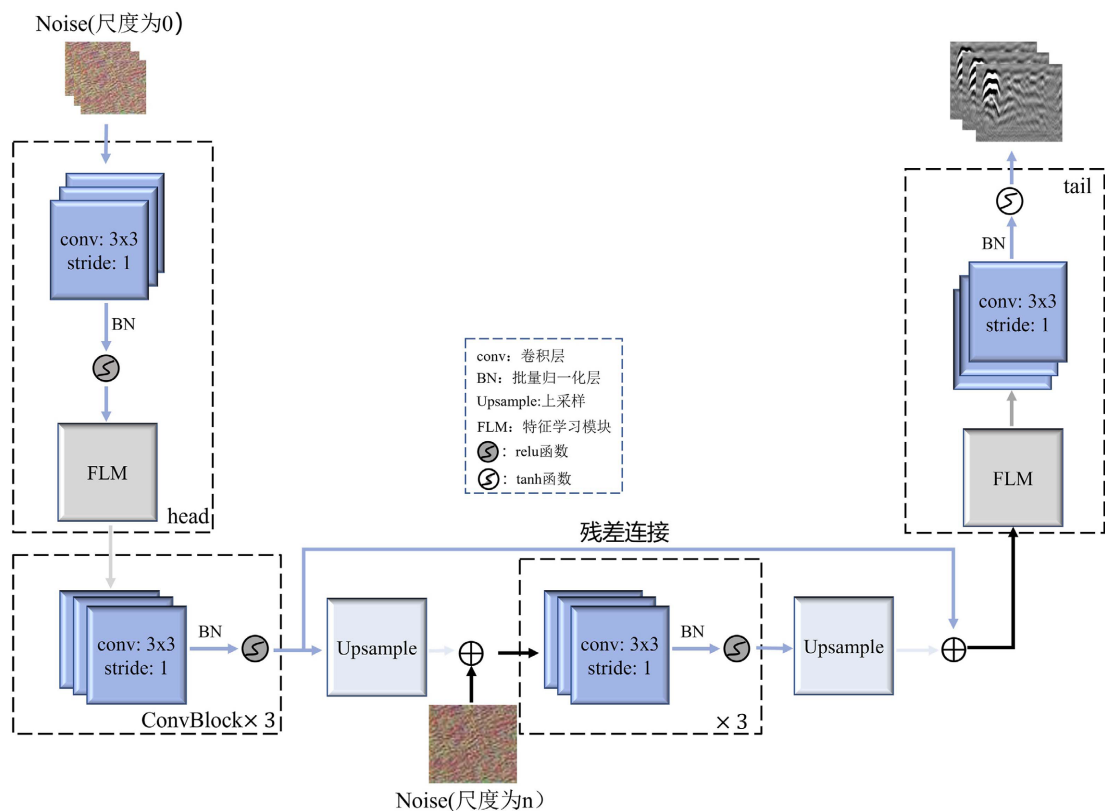 Noise(尺度为0)
conv: 3x3
stride: 1
BN
FLM
head
conv: 3x3
stride: 1
BN
ConvBlock×3
Upsample
Noise(尺度为n）
残差连接
conv: 3x3
stride: 1
BN
×3
Upsample
FLM
conv: 3x3
stride: 1
BN
tail
conv：卷积层
BN：批量归一化层
Upsample:上采样
FLM：特征学习模块
：relu函数
：tanh函数